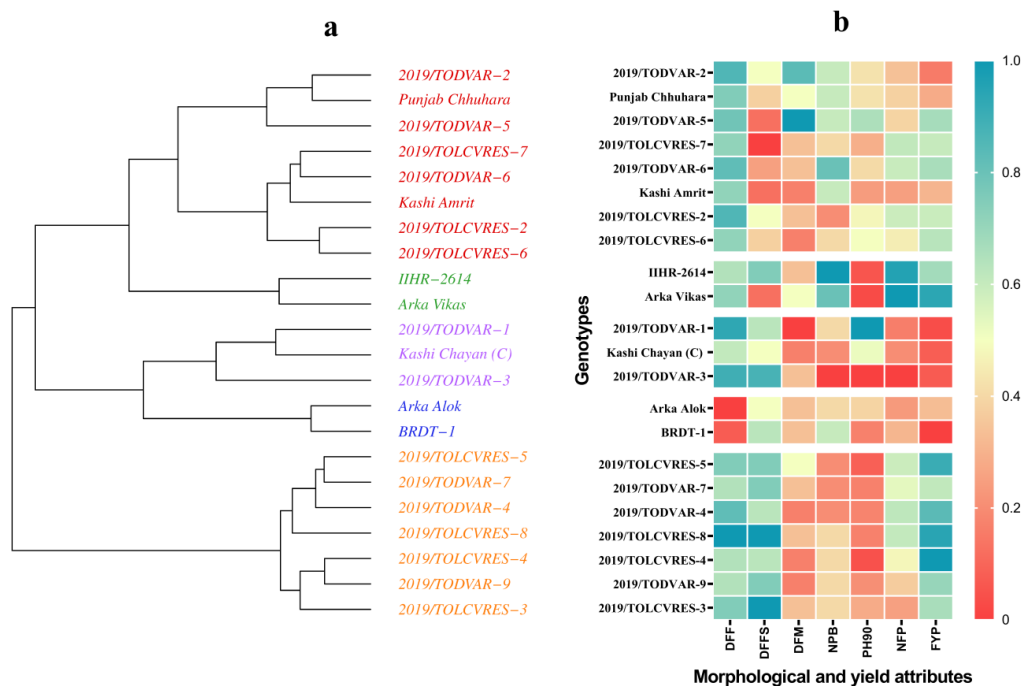 a
2019/TODVAR−2
Punjab Chhuhara
2019/TODVAR−5
2019/TOLCVRES−7
2019/TODVAR−6
Kashi Amrit
2019/TOLCVRES−2
2019/TOLCVRES−6
IIHR−2614
Arka Vikas
2019/TODVAR−1
Kashi Chayan (C)
2019/TODVAR−3
Arka Alok
BRDT−1
2019/TOLCVRES−5
2019/TODVAR−7
2019/TODVAR−4
2019/TOLCVRES−8
2019/TOLCVRES−4
2019/TODVAR−9
2019/TOLCVRES−3
b
Genotypes
2019/TODVAR-2
Punjab Chhuhara
2019/TODVAR-5
2019/TOLCVRES-7
2019/TODVAR-6
Kashi Amrit
2019/TOLCVRES-2
2019/TOLCVRES-6
IIHR-2614
Arka Vikas
2019/TODVAR-1
Kashi Chayan (C)
2019/TODVAR-3
Arka Alok
BRDT-1
2019/TOLCVRES-5
2019/TODVAR-7
2019/TODVAR-4
2019/TOLCVRES-8
2019/TOLCVRES-4
2019/TODVAR-9
2019/TOLCVRES-3
DFF
DFFS
DFM
NPB
PH90
NFP
FYP
Morphological and yield attributes
1.0
0.8
0.6
0.4
0.2
0